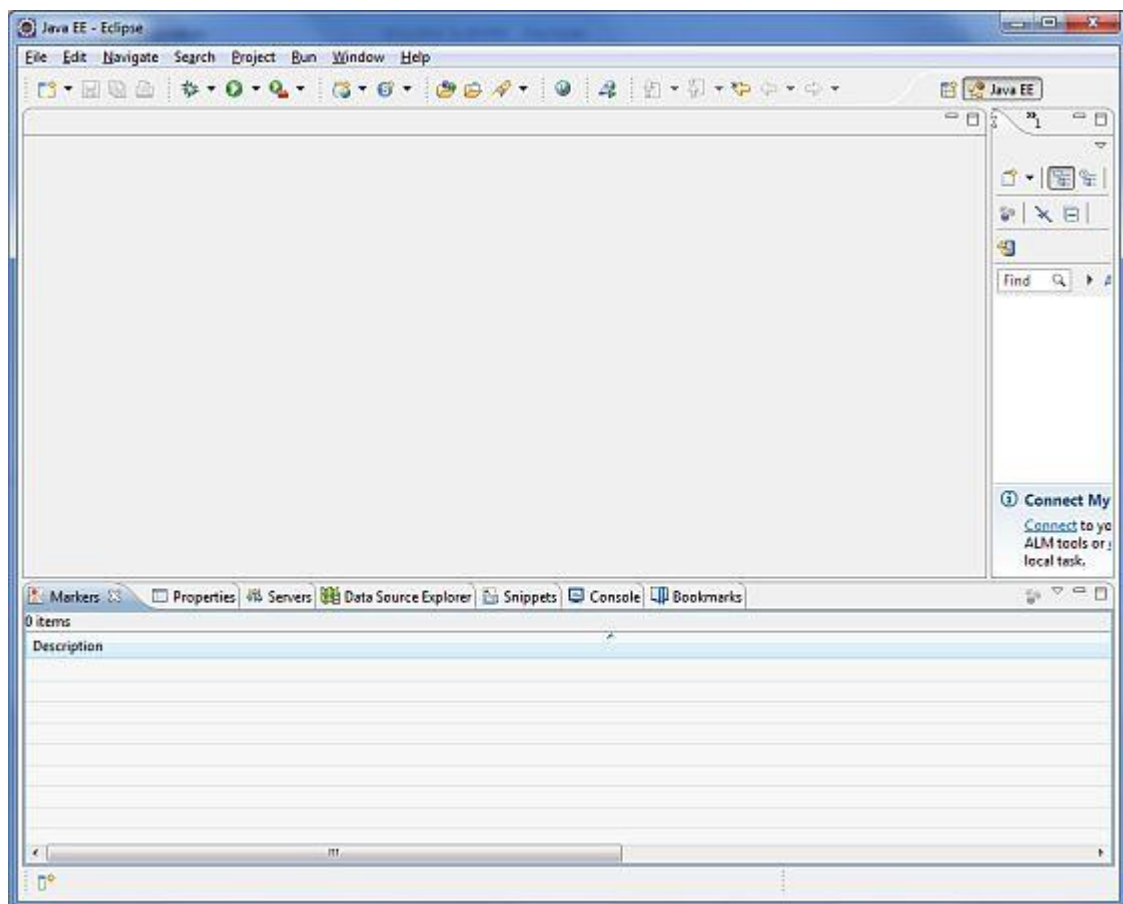 Java EE - Eclipse
File Edit Navigate Search Project Run Window Help
Java EE
»1
Find
Connect My
Connect to yo
ALM tools or
local task.
Markers Properties Servers Data Source Explorer Snippets Console Bookmarks
0 items
Description